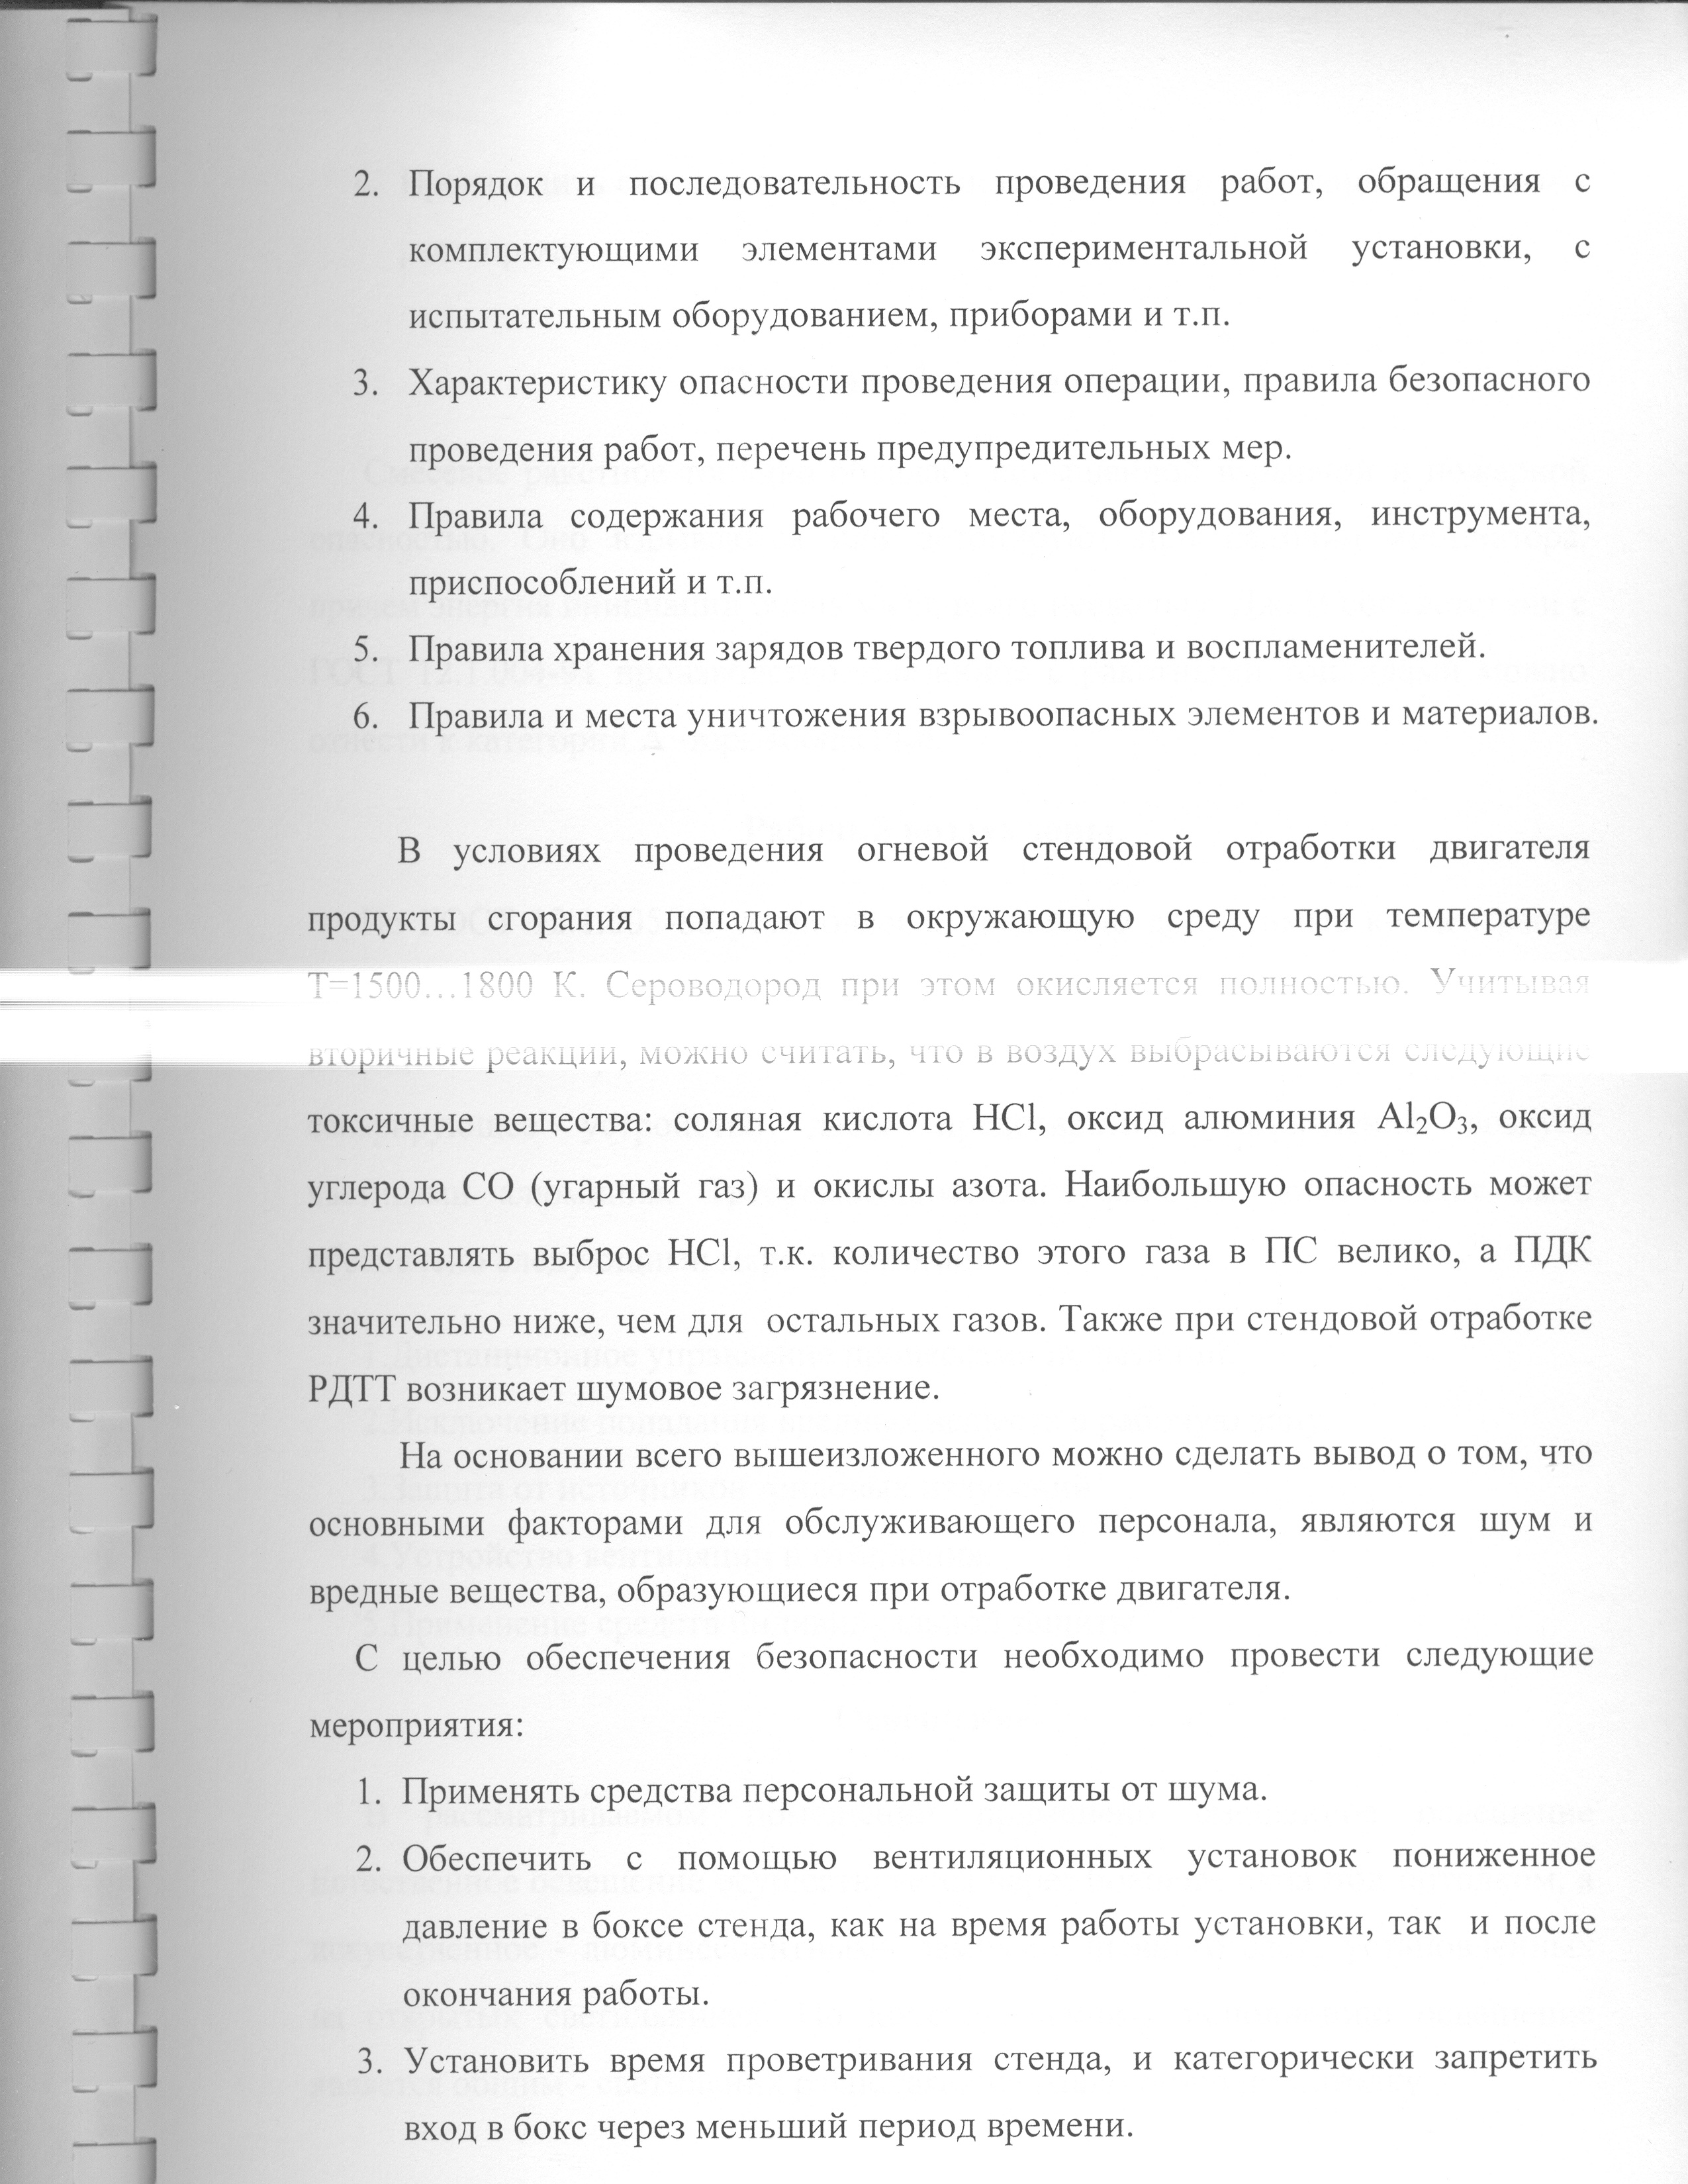 2. Порядок и последовательность проведения работ, обращения с
комплектующими элементами экспериментальной установки, с
испытательным оборудованием, приборами и т.п.
3. Характеристику опасности проведения операции, правила безопасного
проведения работ, перечень предупредительных мер.
4. Правила содержания рабочего места, оборудования, инструмента,
приспособлений и т.п.
5. Правила хранения зарядов твердого топлива и воспламенителей.
6. Правила и места уничтожения взрывоопасных элементов и материалов.
В условиях проведения огневой стендовой отработки двигателя
продукты сгорания попадают в окружающую среду при температуре
Т=1500...1800 К. Сероводород при этом окисляется полностью. Учитывая
вторичные реакции, можно считать, что в воздух выбрасываются следующие
токсичные вещества: соляная кислота HCl, оксид алюминия Al₂O₃, оксид
углерода СО (угарный газ) и окислы азота. Наибольшую опасность может
представлять выброс HCl, т.к. количество этого газа в ПС велико, а ПДК
значительно ниже, чем для остальных газов. Также при стендовой отработке
РДТТ возникает шумовое загрязнение.
На основании всего вышеизложенного можно сделать вывод о том, что
основными факторами для обслуживающего персонала, являются шум и
вредные вещества, образующиеся при отработке двигателя.
С целью обеспечения безопасности необходимо провести следующие
мероприятия:
1. Применять средства персональной защиты от шума.
2. Обеспечить с помощью вентиляционных установок пониженное
давление в боксе стенда, как на время работы установки, так и после
окончания работы.
3. Установить время проветривания стенда, и категорически запретить
вход в бокс через меньший период времени.